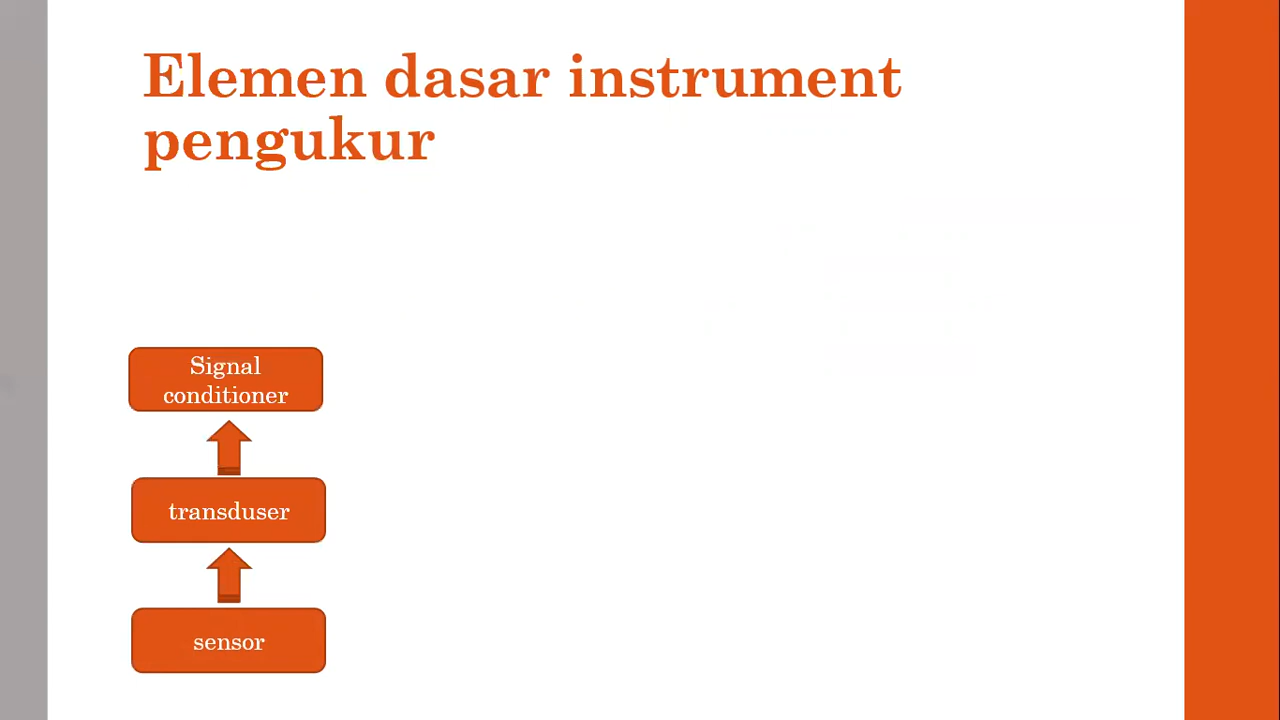 Elemen dasar instrument
pengukur
Signal
conditioner
transduser
sensor